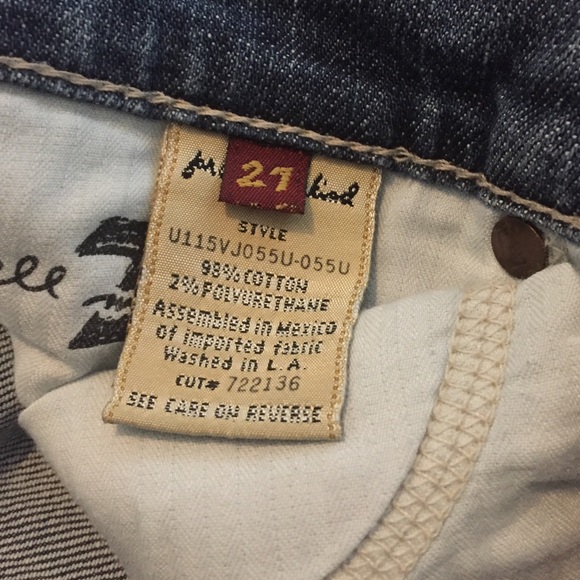 27
STYLE
U115VJ055U-055U
98% COTTON
2% POLYURETHANE
Assembled in Mexico
of imported fabric
Washed in L.A.
CUT# 722136
SEE CARE ON REVERSE